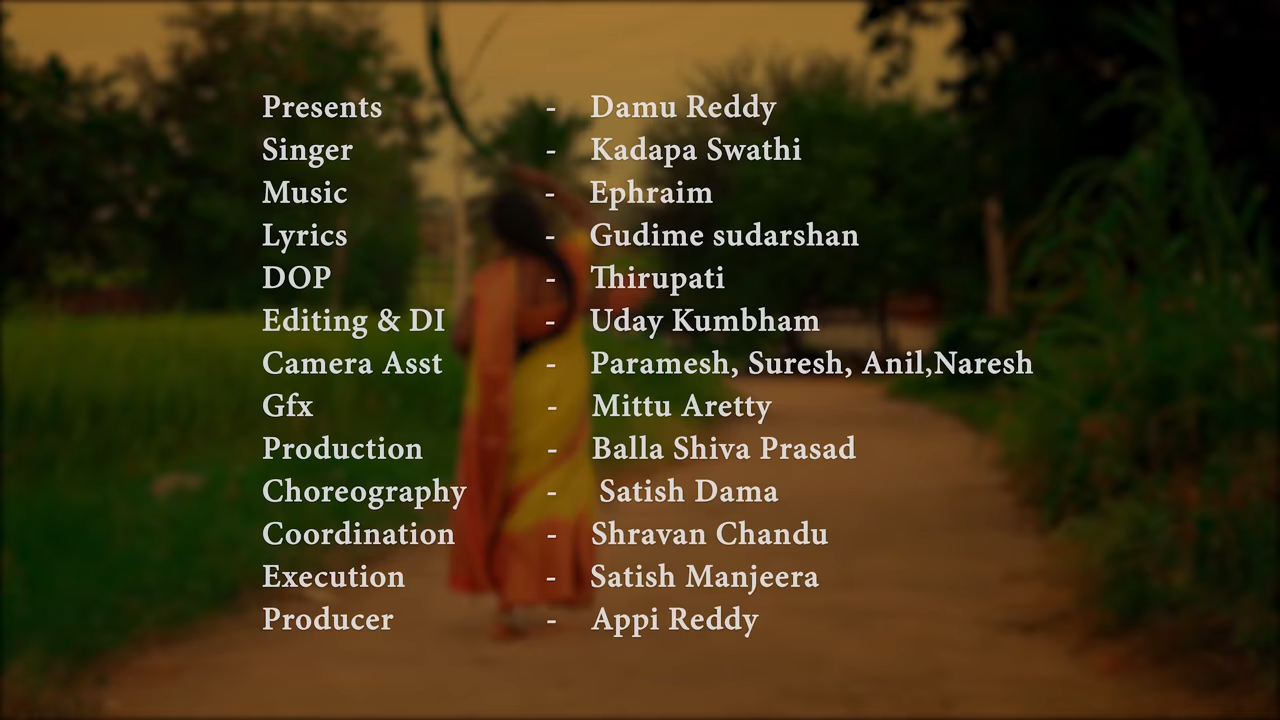 Presents - Damu Reddy
Singer - Kadapa Swathi
Music - Ephraim
Lyrics - Gudime sudarshan
DOP - Thirupati
Editing & DI - Uday Kumbham
Camera Asst - Paramesh, Suresh, Anil,Naresh
Gfx - Mittu Aretty
Production - Balla Shiva Prasad
Choreography - Satish Dama
Coordination - Shravan Chandu
Execution - Satish Manjeera
Producer - Appi Reddy